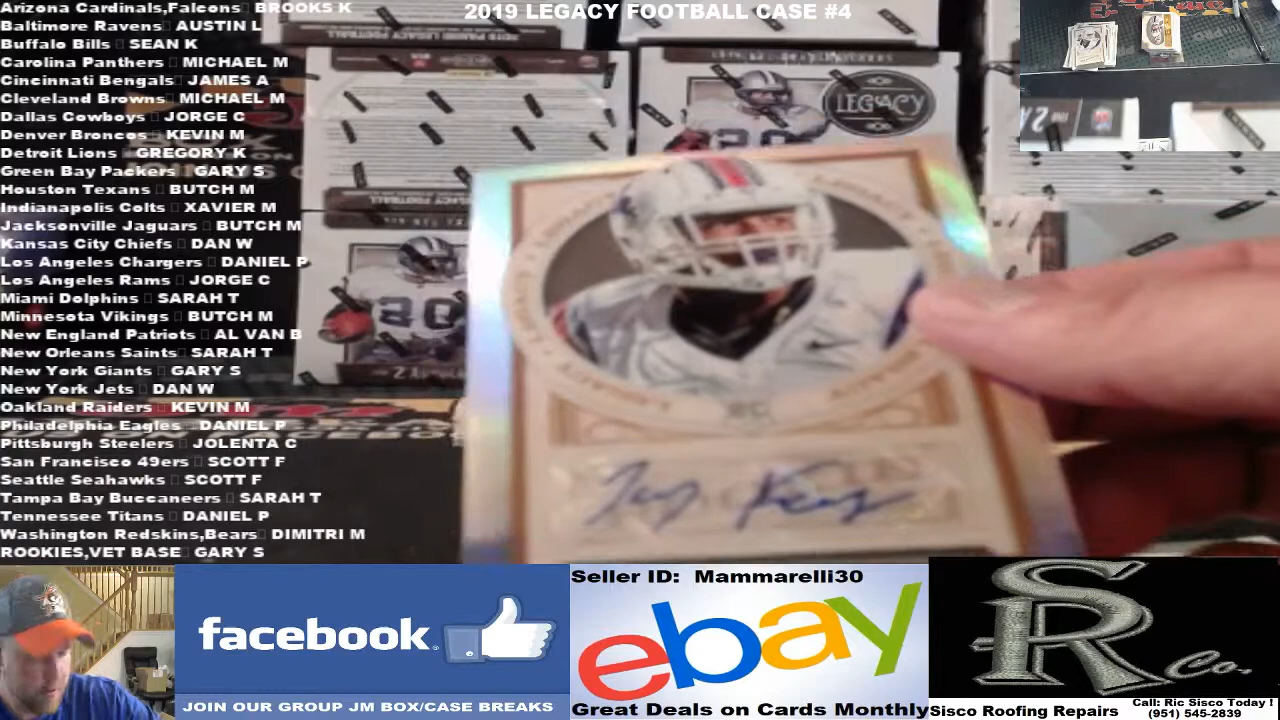 2019 LEGACY FOOTBALL CASE #4
Arizona Cardinals,Falcons BROOKS K
Baltimore Ravens AUSTIN L
Buffalo Bills SEAN K
Carolina Panthers MICHAEL M
Cincinnati Bengals JAMES A
Cleveland Browns MICHAEL M
Dallas Cowboys JORGE C
Denver Broncos KEVIN M
Detroit Lions GREGORY K
Green Bay Packers GARY S
Houston Texans BUTCH M
Indianapolis Colts XAVIER M
Jacksonville Jaguars BUTCH M
Kansas City Chiefs DAN W
Los Angeles Chargers DANIEL P
Los Angeles Rams JORGE C
Miami Dolphins SARAH T
Minnesota Vikings BUTCH M
New England Patriots AL VAN B
New Orleans Saints SARAH T
New York Giants GARY S
New York Jets DAN W
Oakland Raiders KEVIN M
Philadelphia Eagles DANIEL P
Pittsburgh Steelers JOLENTA C
San Francisco 49ers SCOTT F
Seattle Seahawks SCOTT F
Tampa Bay Buccaneers SARAH T
Tennessee Titans DANIEL P
Washington Redskins,Bears DIMITRI M
ROOKIES,VET BASE GARY S
LEGACY
20
facebook
JOIN OUR GROUP JM BOX/CASE BREAKS
Seller ID: Mammarelli30
ebay
Great Deals on Cards Monthly
SR Co.
Sisco Roofing Repairs
Call: Ric Sisco Today !
(951) 545-2839